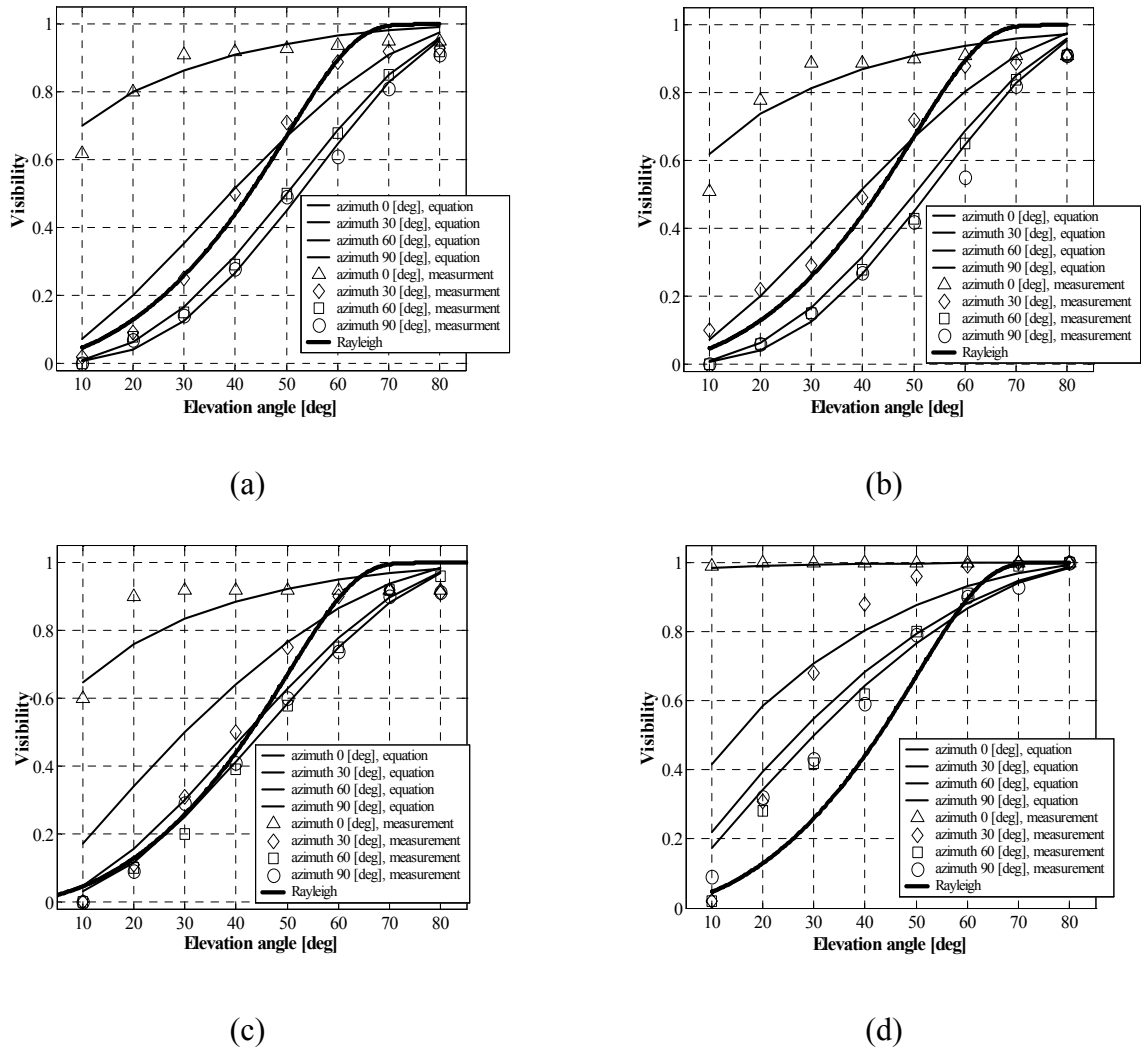 1
0.8
0.6
0.4
0.2
0
Visibility
10 20 30 40 50 60 70 80
Elevation angle [deg]
azimuth 0 [deg], equation
azimuth 30 [deg], equation
azimuth 60 [deg], equation
azimuth 90 [deg], equation
azimuth 0 [deg], measurment
azimuth 30 [deg], measurment
azimuth 60 [deg], measurment
azimuth 90 [deg], measurment
Rayleigh
(a)
1
0.8
0.6
0.4
0.2
0
Visibility
10 20 30 40 50 60 70 80
Elevation angle [deg]
azimuth 0 [deg], equation
azimuth 30 [deg], equation
azimuth 60 [deg], equation
azimuth 90 [deg], equation
azimuth 0 [deg], measurement
azimuth 30 [deg], measurement
azimuth 60 [deg], measurement
azimuth 90 [deg], measurement
Rayleigh
(b)
1
0.8
0.6
0.4
0.2
0
Visibility
10 20 30 40 50 60 70 80
Elevation angle [deg]
azimuth 0 [deg], equation
azimuth 30 [deg], equation
azimuth 60 [deg], equation
azimuth 90 [deg], equation
azimuth 0 [deg], measurement
azimuth 30 [deg], measurement
azimuth 60 [deg], measurement
azimuth 90 [deg], measurement
Rayleigh
(c)
1
0.8
0.6
0.4
0.2
0
Visibility
10 20 30 40 50 60 70 80
Elevation angle [deg]
azimuth 0 [deg], equation
azimuth 30 [deg], equation
azimuth 60 [deg], equation
azimuth 90 [deg], equation
azimuth 0 [deg], measurement
azimuth 30 [deg], measurement
azimuth 60 [deg], measurement
azimuth 90 [deg], measurement
Rayleigh
(d)